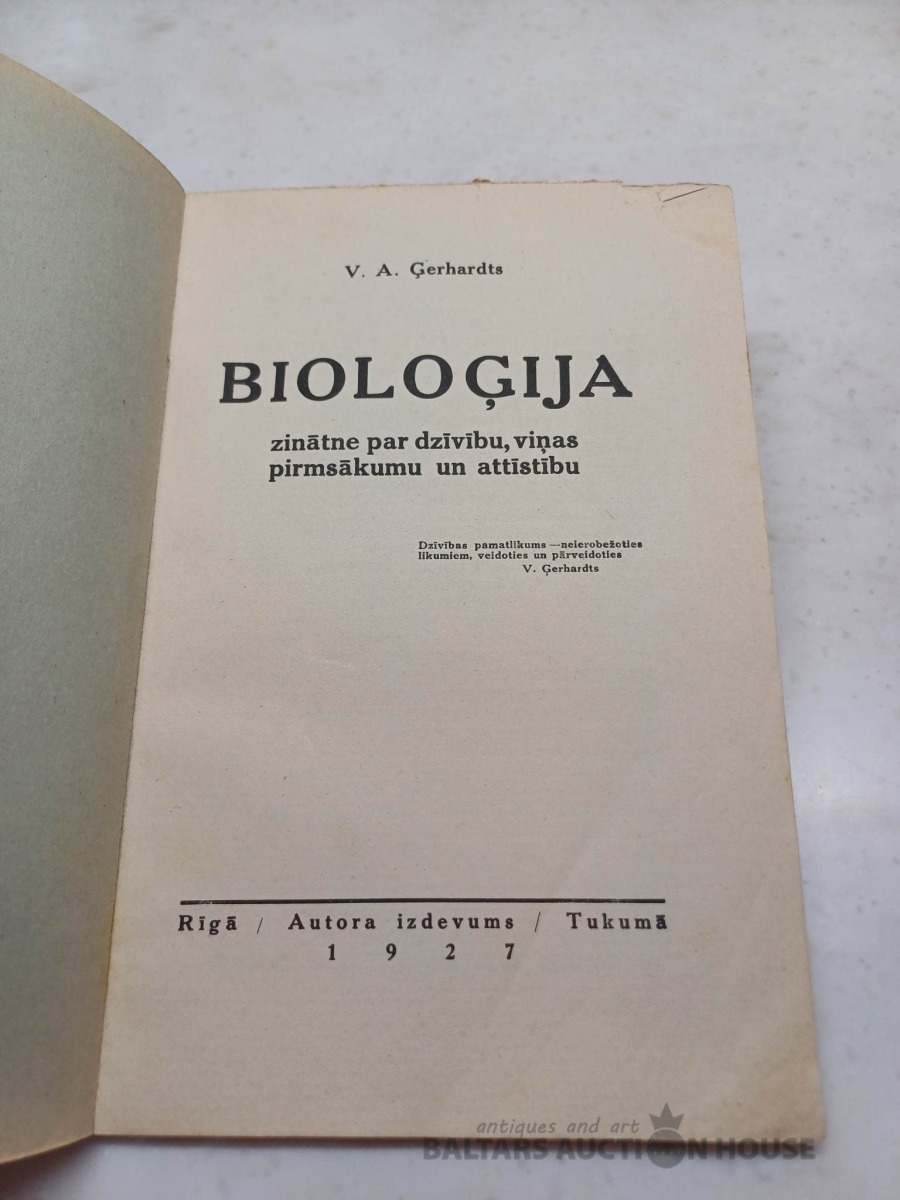 V. A. Ģerhardts
BIOLOĢIJA
zinātne par dzīvību, viņas
pirmsākumu un attīstību
Dzīvības pamatlikums—neierobežoties
likumiem, veidoties un pārveidoties
V. Ģerhardts
Rīgā / Autora izdevums / Tukumā
1 9 2 7
antiques and art
BALTARS AUCTION HOUSE